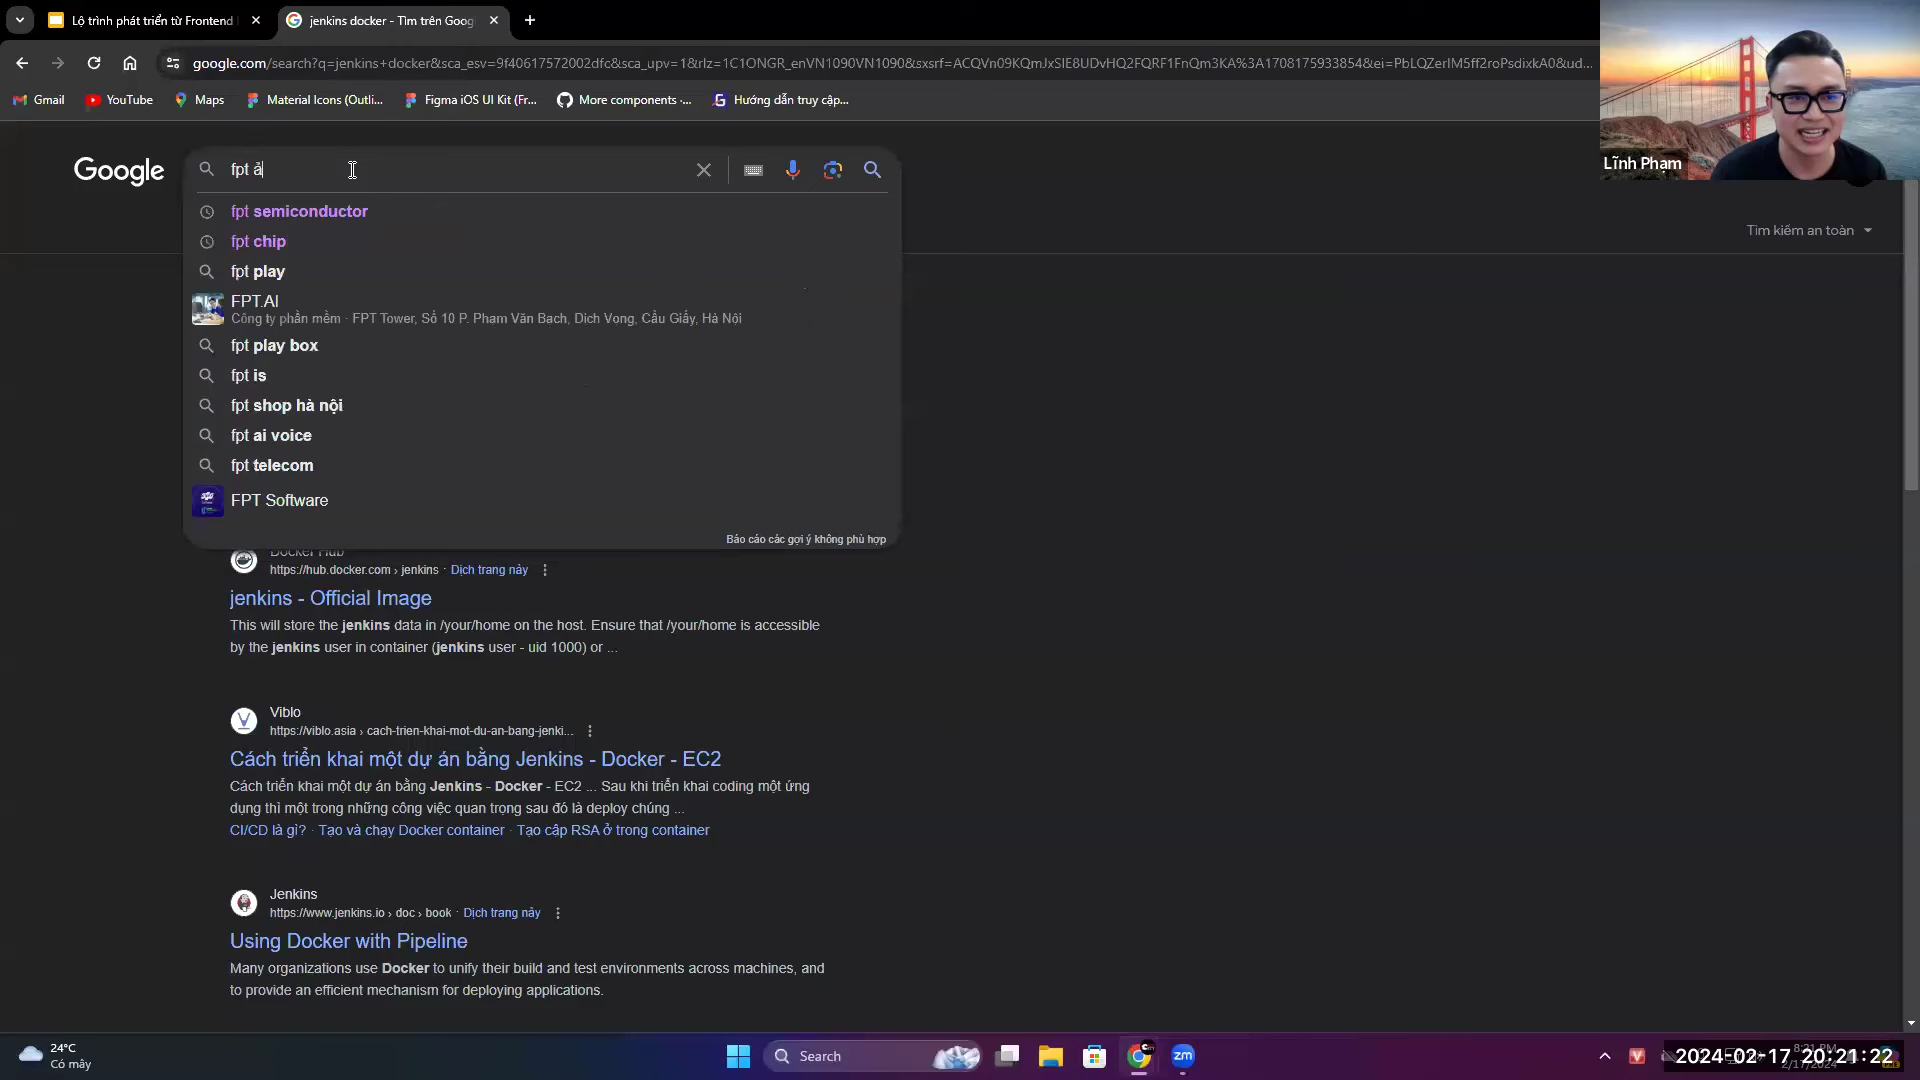 Lộ trình phát triển từ Frontend
jenkins docker - Tìm trên Goog
google.com/search?q=jenkins+docker&sca_esv=9f40617572002dfc&sca_upv=1&rlz=1C1ONGR_enVN1090VN1090&sxsrf=ACQVn09KQmJxSIE8UDvHQ2FQRF1FnQm3KA%3A1708175933854&ei=PbLQZerIM5ff2roPsdixkA0&ud...
Gmail
YouTube
Maps
Material Icons (Outli...
Figma iOS UI Kit (Fr...
More components -...
Hướng dẫn truy cập...
Lĩnh Phạm
Google
fpt ả
fpt semiconductor
fpt chip
fpt play
FPT.AI
Công ty phần mềm · FPT Tower, Số 10 P. Phạm Văn Bạch, Dịch Vọng, Cầu Giấy, Hà Nội
fpt play box
fpt is
fpt shop hà nội
fpt ai voice
fpt telecom
FPT Software
Báo cáo các gợi ý không phù hợp
Tìm kiếm an toàn
Docker Hub
https://hub.docker.com › jenkins · Dịch trang này
jenkins - Official Image
This will store the jenkins data in /your/home on the host. Ensure that /your/home is accessible
by the jenkins user in container (jenkins user - uid 1000) or ...
Viblo
https://viblo.asia › cach-trien-khai-mot-du-an-bang-jenki...
Cách triển khai một dự án bằng Jenkins - Docker - EC2
Cách triển khai một dự án bằng Jenkins - Docker - EC2 ... Sau khi triển khai coding một ứng
dụng thì một trong những công việc quan trọng sau đó là deploy chúng ...
CI/CD là gì? · Tạo và chạy Docker container · Tạo cặp RSA ở trong container
Jenkins
https://www.jenkins.io › doc › book · Dịch trang này
Using Docker with Pipeline
Many organizations use Docker to unify their build and test environments across machines, and
to provide an efficient mechanism for deploying applications.
24°C
Có mây
Search
zm
V
2024-02-17 20:21:22